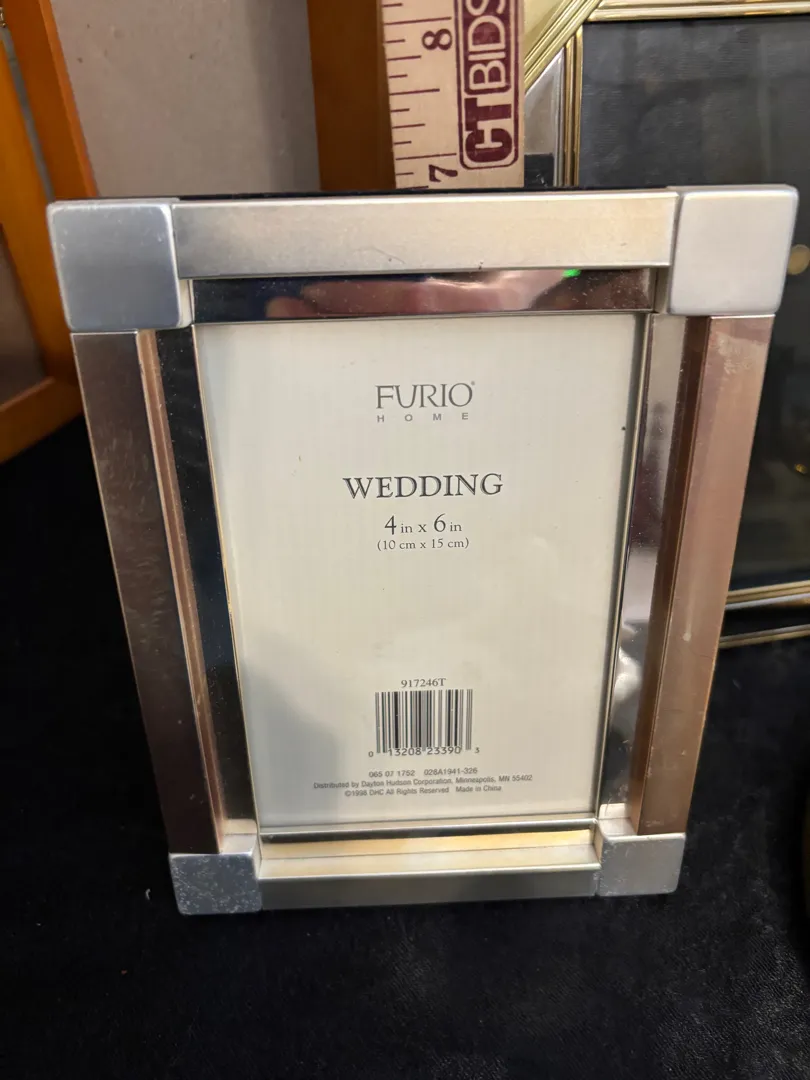 8
7
CTBIDS
FURIO®
HOME
WEDDING
4 in x 6 in
(10 cm x 15 cm)
917246T
0 13208 23390 3
065 07 1752 028A1941-326
Distributed by Dayton Hudson Corporation, Minneapolis, MN 55402
©1998 DHC All Rights Reserved Made in China